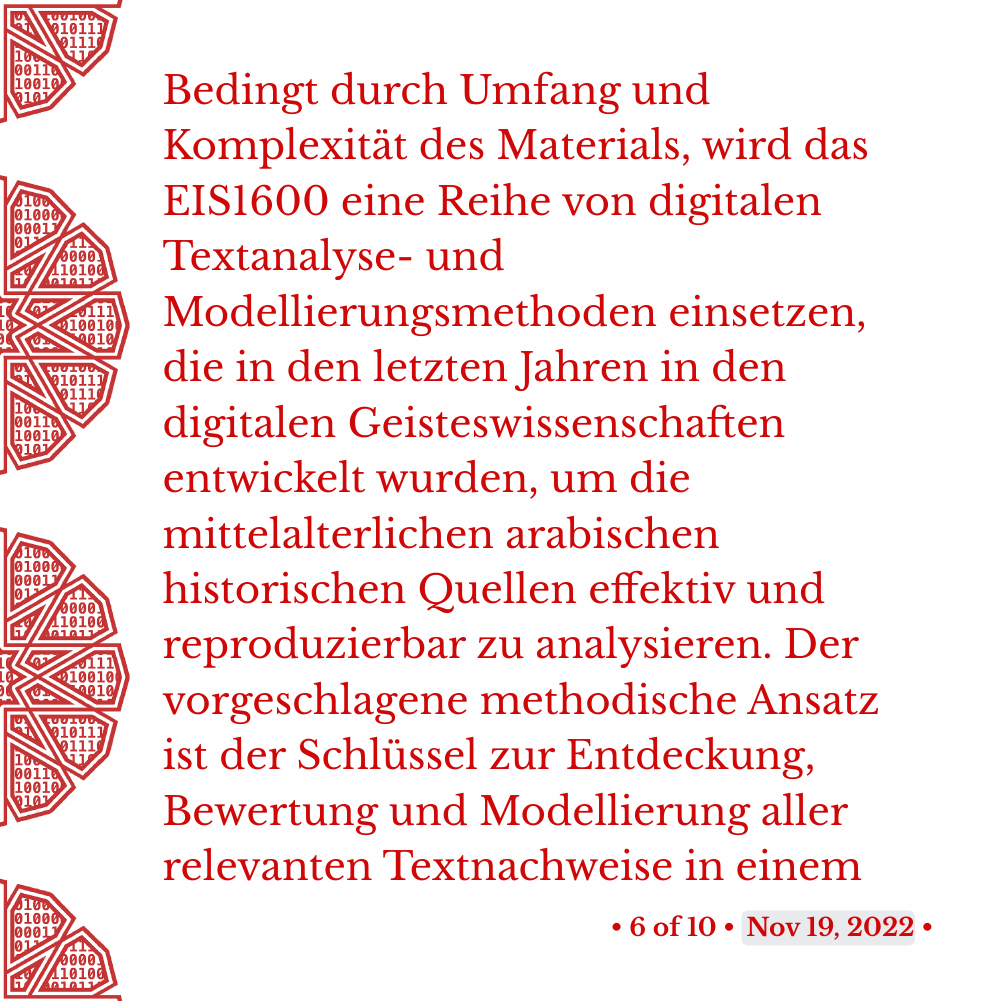 Bedingt durch Umfang und
Komplexität des Materials, wird das
EIS1600 eine Reihe von digitalen
Textanalyse- und
Modellierungsmethoden einsetzen,
die in den letzten Jahren in den
digitalen Geisteswissenschaften
entwickelt wurden, um die
mittelalterlichen arabischen
historischen Quellen effektiv und
reproduzierbar zu analysieren. Der
vorgeschlagene methodische Ansatz
ist der Schlüssel zur Entdeckung,
Bewertung und Modellierung aller
relevanten Textnachweise in einem
• 6 of 10 • Nov 19, 2022 •